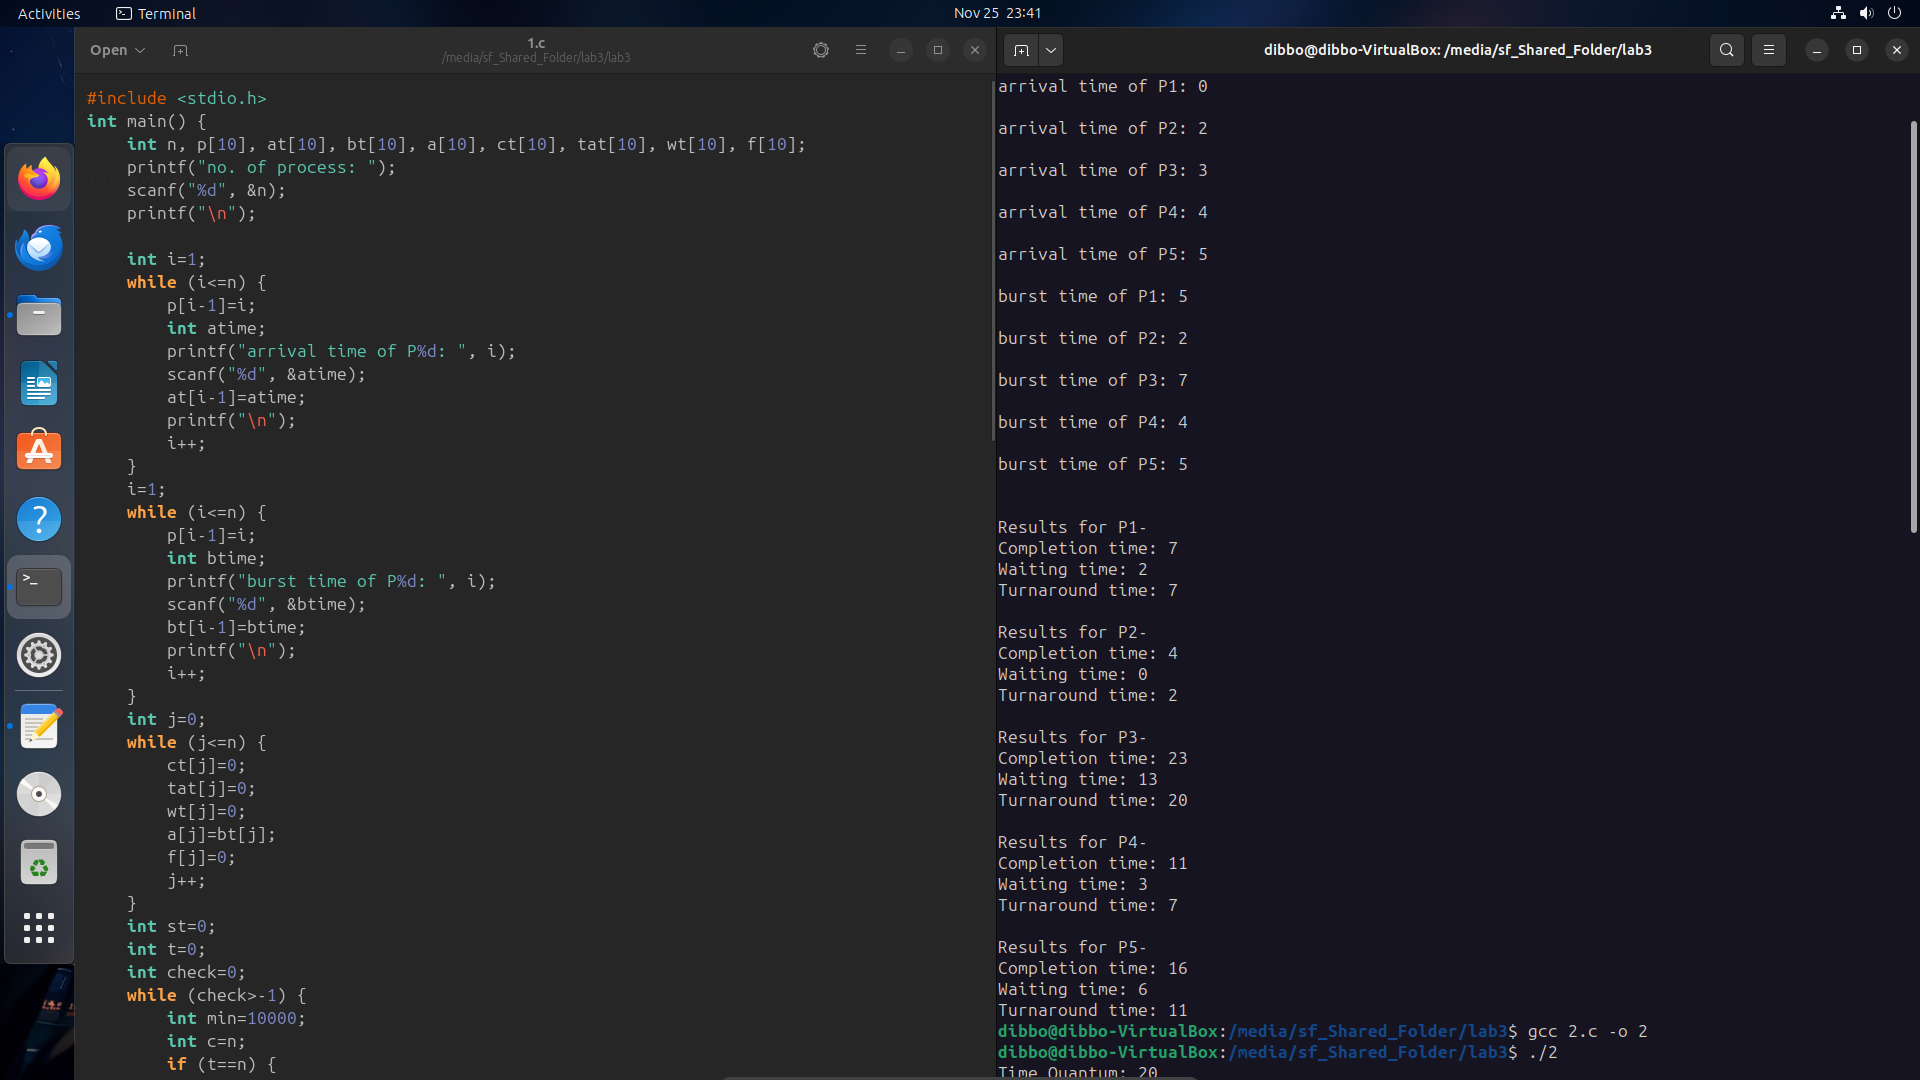 Activities
Terminal
Nov 25 23:41
Open
1.c
/media/sf_Shared_Folder/lab3/lab3
#include <stdio.h>
int main() {
    int n, p[10], at[10], bt[10], a[10], ct[10], tat[10], wt[10], f[10];
    printf("no. of process: ");
    scanf("%d", &n);
    printf("\n");

    int i=1;
    while (i<=n) {
        p[i-1]=i;
        int atime;
        printf("arrival time of P%d: ", i);
        scanf("%d", &atime);
        at[i-1]=atime;
        printf("\n");
        i++;
    }
    i=1;
    while (i<=n) {
        p[i-1]=i;
        int btime;
        printf("burst time of P%d: ", i);
        scanf("%d", &btime);
        bt[i-1]=btime;
        printf("\n");
        i++;
    }
    int j=0;
    while (j<=n) {
        ct[j]=0;
        tat[j]=0;
        wt[j]=0;
        a[j]=bt[j];
        f[j]=0;
        j++;
    }
    int st=0;
    int t=0;
    int check=0;
    while (check>-1) {
        int min=10000;
        int c=n;
        if (t==n) {
dibbo@dibbo-VirtualBox: /media/sf_Shared_Folder/lab3
arrival time of P1: 0
arrival time of P2: 2
arrival time of P3: 3
arrival time of P4: 4
arrival time of P5: 5
burst time of P1: 5
burst time of P2: 2
burst time of P3: 7
burst time of P4: 4
burst time of P5: 5
Results for P1-
Completion time: 7
Waiting time: 2
Turnaround time: 7
Results for P2-
Completion time: 4
Waiting time: 0
Turnaround time: 2
Results for P3-
Completion time: 23
Waiting time: 13
Turnaround time: 20
Results for P4-
Completion time: 11
Waiting time: 3
Turnaround time: 7
Results for P5-
Completion time: 16
Waiting time: 6
Turnaround time: 11
dibbo@dibbo-VirtualBox:/media/sf_Shared_Folder/lab3$ gcc 2.c -o 2
dibbo@dibbo-VirtualBox:/media/sf_Shared_Folder/lab3$ ./2
Time Quantum: 20